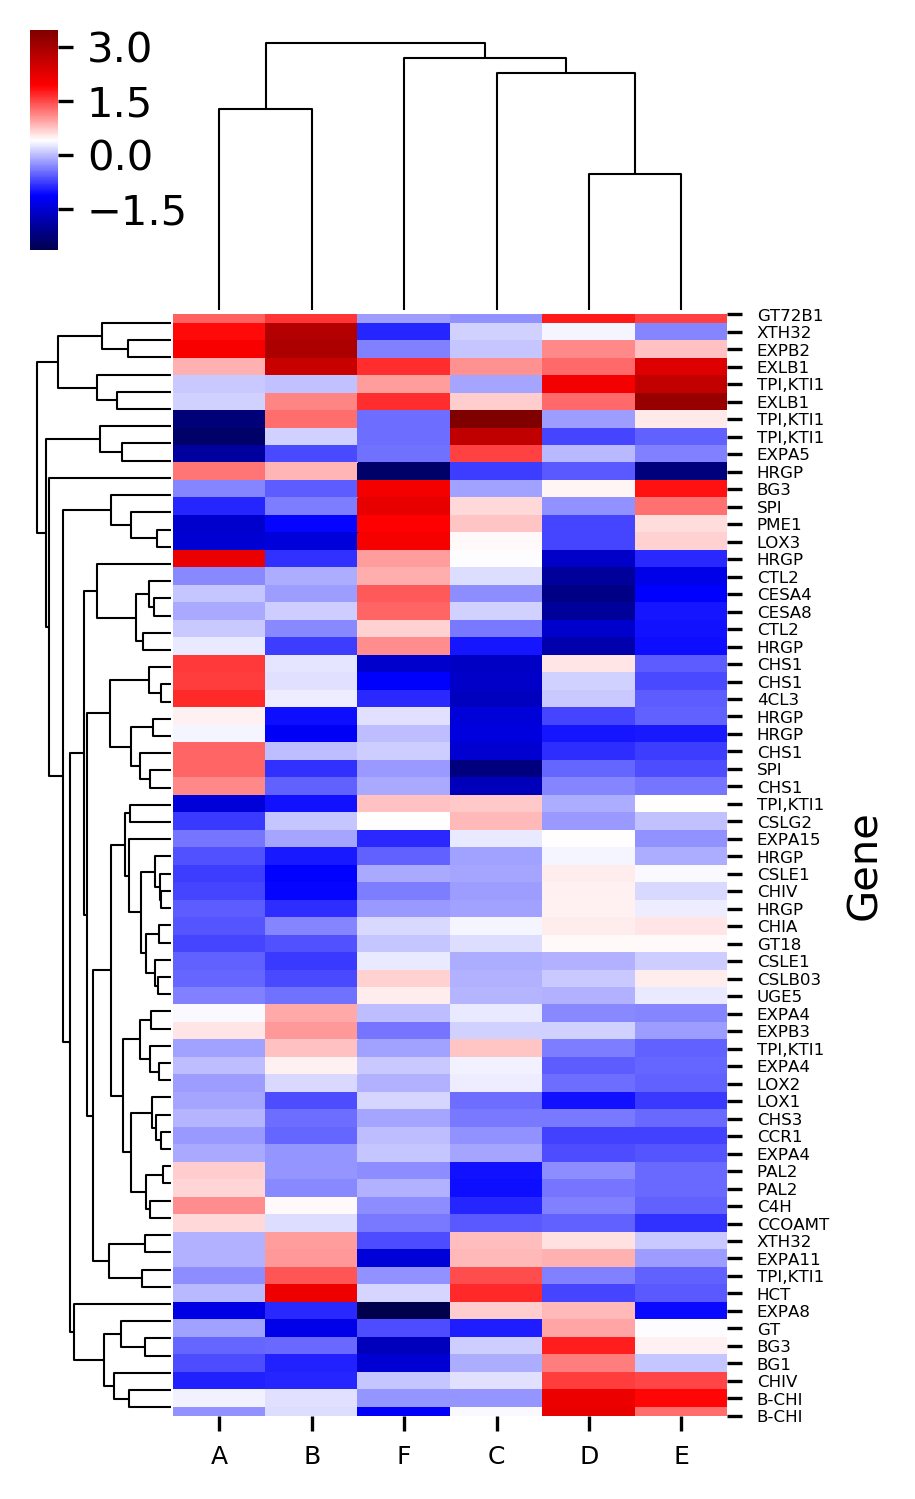 3.0
1.5
0.0
−1.5
GT72B1
XTH32
EXPB2
EXLB1
TPI,KTI1
EXLB1
TPI,KTI1
TPI,KTI1
EXPA5
HRGP
BG3
SPI
PME1
LOX3
HRGP
CTL2
CESA4
CESA8
CTL2
HRGP
CHS1
CHS1
4CL3
HRGP
HRGP
CHS1
SPI
CHS1
TPI,KTI1
CSLG2
EXPA15
HRGP
CSLE1
CHIV
HRGP
CHIA
GT18
CSLE1
CSLB03
UGE5
EXPA4
EXPB3
TPI,KTI1
EXPA4
LOX2
LOX1
CHS3
CCR1
EXPA4
PAL2
PAL2
C4H
CCOAMT
XTH32
EXPA11
TPI,KTI1
HCT
EXPA8
GT
BG3
BG1
CHIV
B-CHI
B-CHI
Gene
A B F C D E